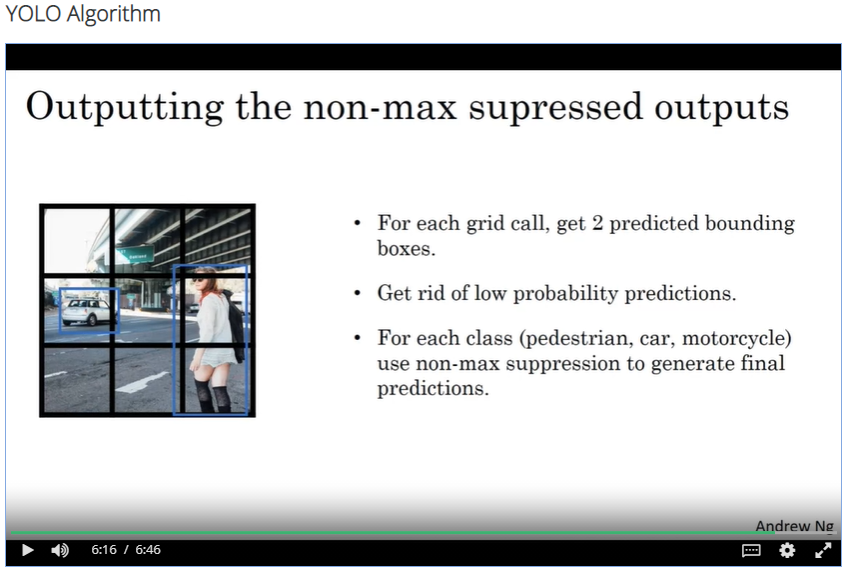 YOLO Algorithm
Outputting the non-max supressed outputs
• For each grid call, get 2 predicted bounding
boxes.
• Get rid of low probability predictions.
• For each class (pedestrian, car, motorcycle)
use non-max suppression to generate final
predictions.
Andrew Ng
6:16 / 6:46